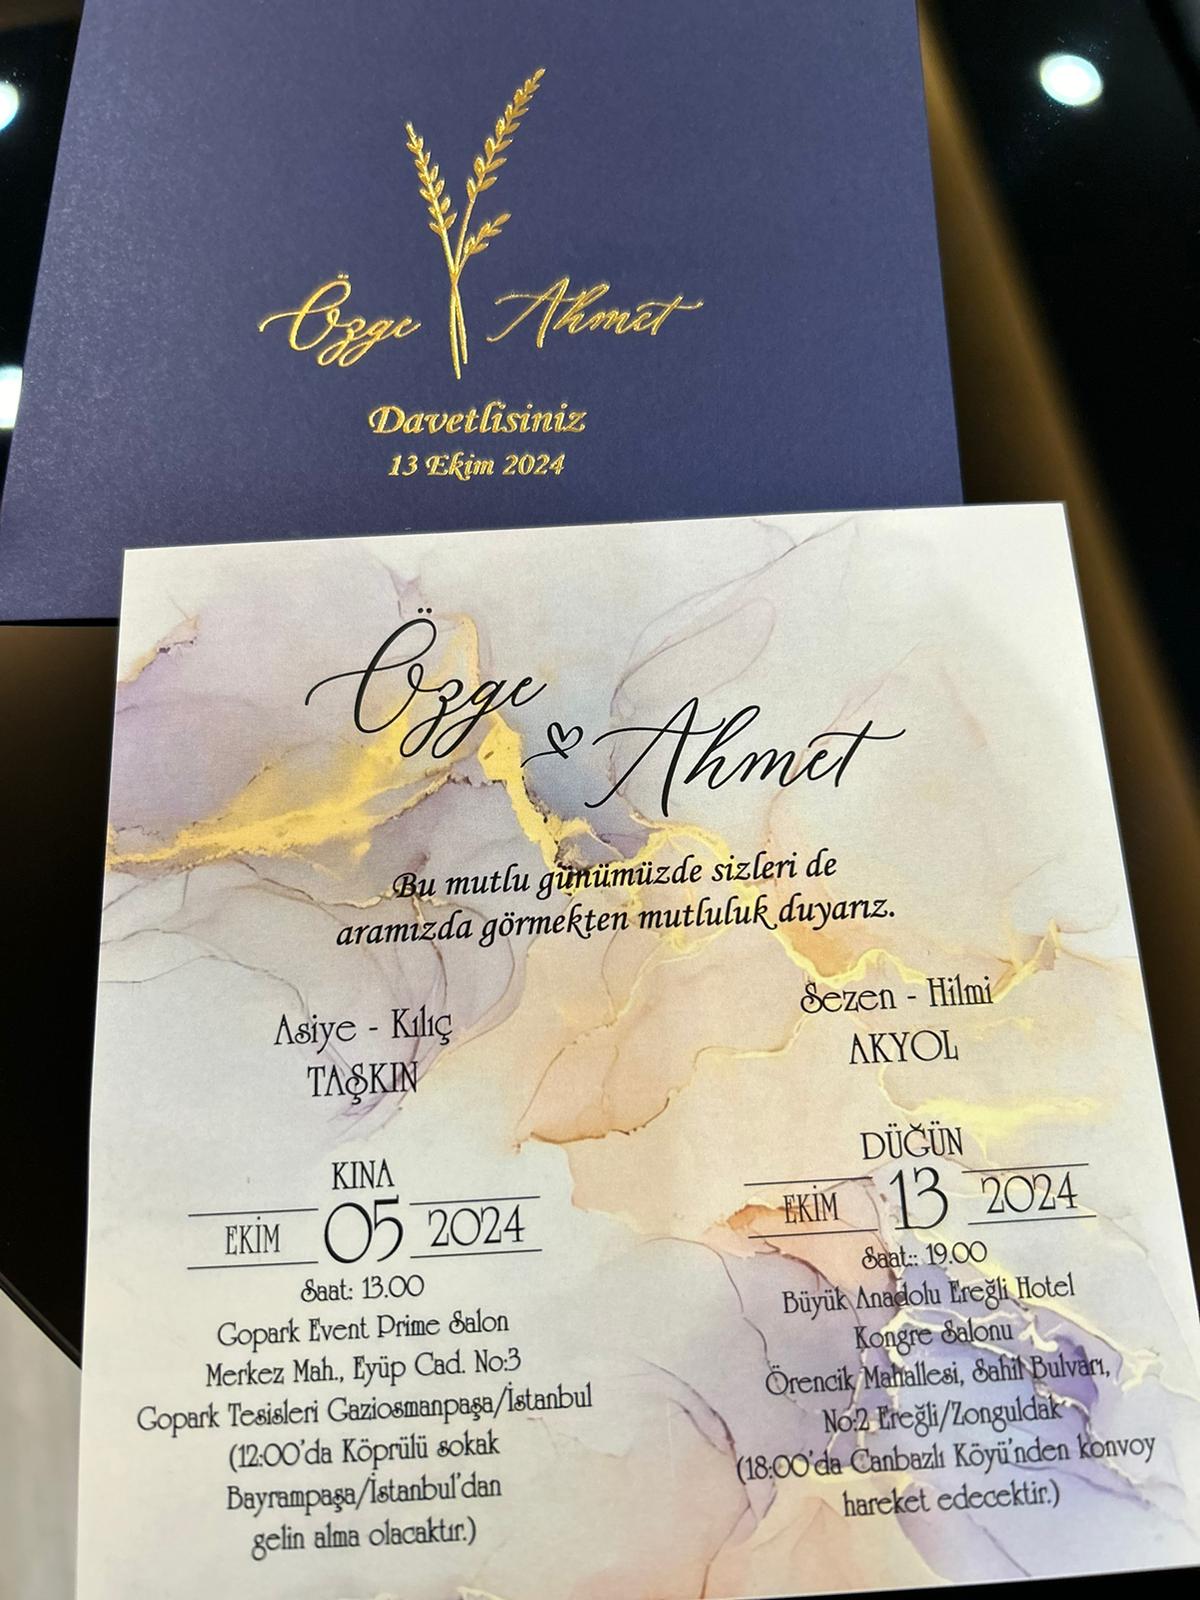 Özge Ahmet
Davetlisiniz
13 Ekim 2024
Özge
Ahmet
Bu mutlu günümüzde sizleri de
aramızda görmekten mutluluk duyarız.
Asiye - Kılıç
TAŞKIN
Sezen - Hilmi
AKYOL
KINA
EKİM 05 2024
Saat: 13.00
Gopark Event Prime Salon
Merkez Mah., Eyüp Cad. No:3
Gopark Tesisleri Gaziosmanpaşa/İstanbul
(12:00'da Köprülü sokak
Bayrampaşa/İstanbul'dan
gelin alma olacaktır.)
DÜĞÜN
EKİM 13 2024
Saat:: 19.00
Büyük Anadolu Ereğli Hotel
Kongre Salonu
Örencik Mahallesi, Sahil Bulvarı,
No:2 Ereğli/Zonguldak
(18:00'da Canbazlı Köyü'nden konvoy
hareket edecektir.)